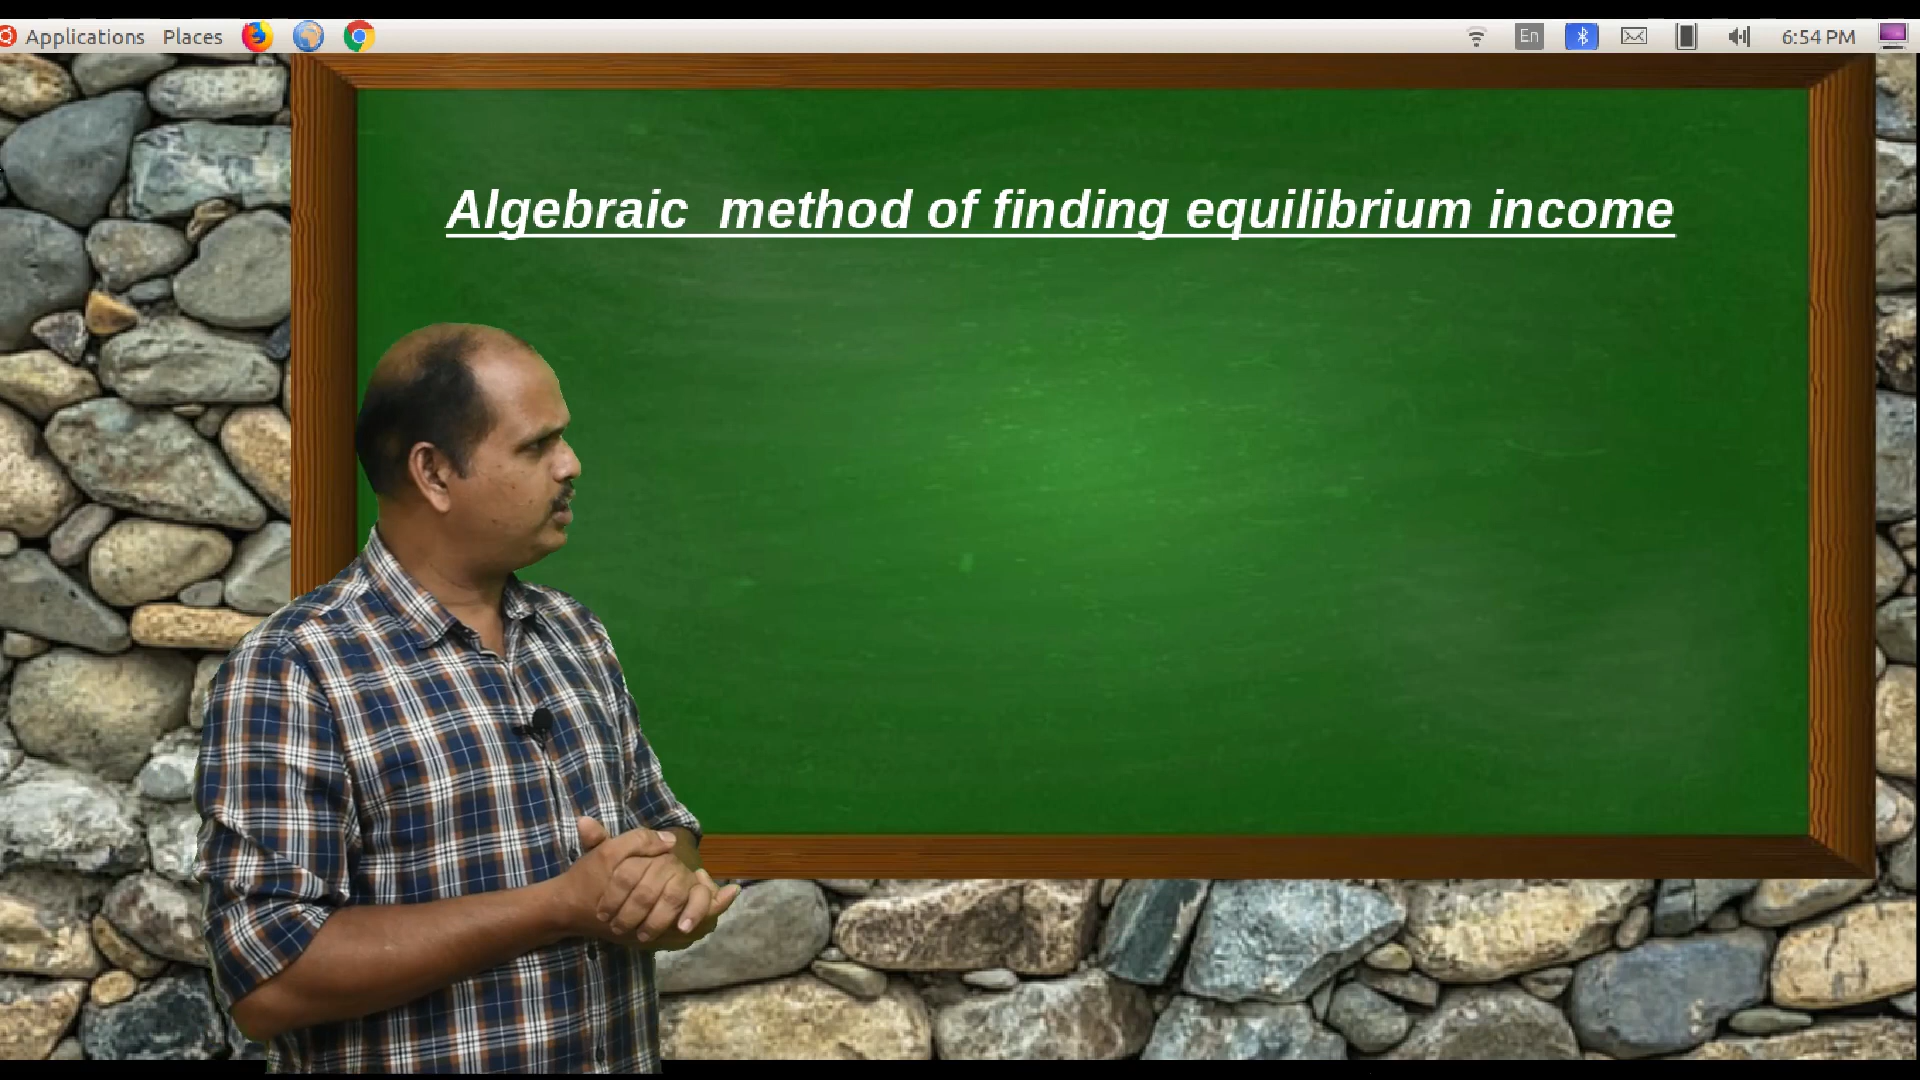 Applications Places En 6:54 PM
Algebraic method of finding equilibrium income